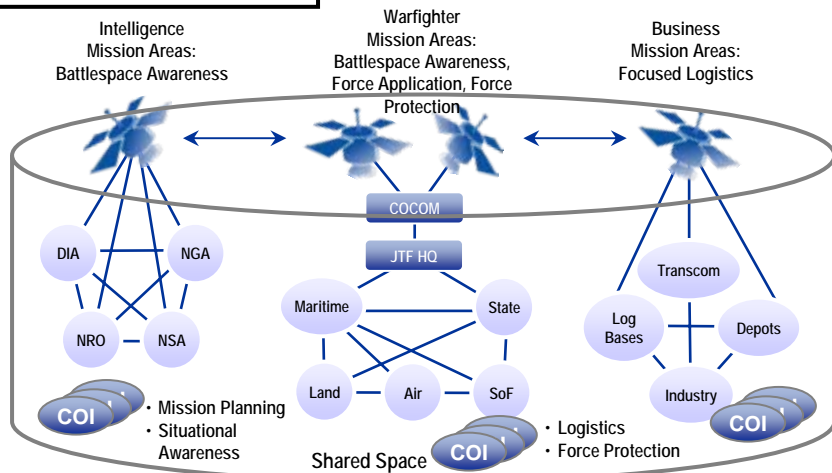 Intelligence
Mission Areas:
Battlespace Awareness
Warfighter
Mission Areas:
Battlespace Awareness,
Force Application, Force
Protection
Business
Mission Areas:
Focused Logistics
COCOM
JTF HQ
DIA
NGA
NRO
NSA
Maritime
State
Land
Air
SoF
Transcom
Log
Bases
Depots
Industry
COI
· Mission Planning
· Situational
Awareness
Shared Space
COI
· Logistics
· Force Protection
COI